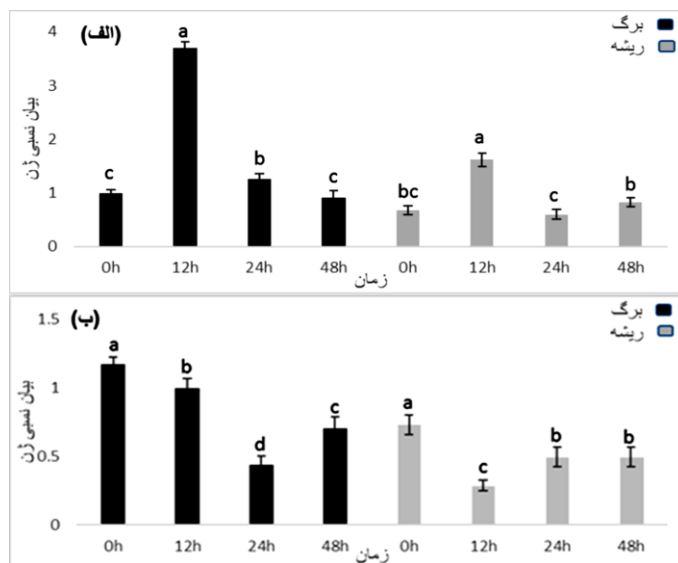 (الف)
برگ
ریشه
بیان نسبی ژن
4
3
2
1
0
c a b c bc a c b
0h 12h 24h 48h 0h 12h 24h 48h
زمان
(ب)
برگ
ریشه
بیان نسبی ژن
1.5
1
0.5
0
a b d c a c b b
0h 12h 24h 48h 0h 12h 24h 48h
زمان